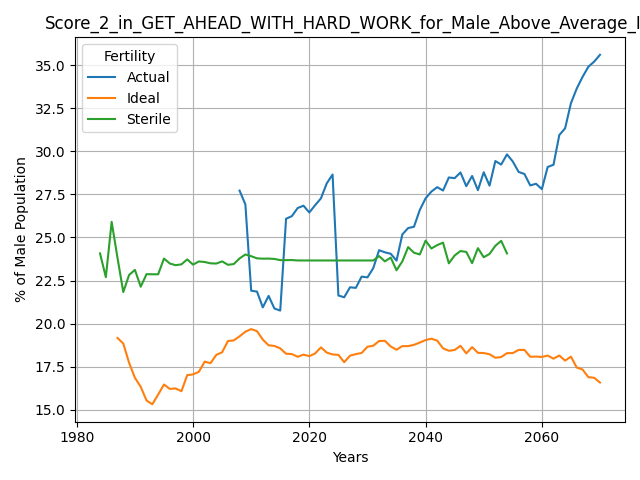 Score_2_in_GET_AHEAD_WITH_HARD_WORK_for_Male_Above_Average_I
Fertility
Actual
Ideal
Sterile
% of Male Population
35.0
32.5
30.0
27.5
25.0
22.5
20.0
17.5
15.0
1980 2000 2020 2040 2060
Years